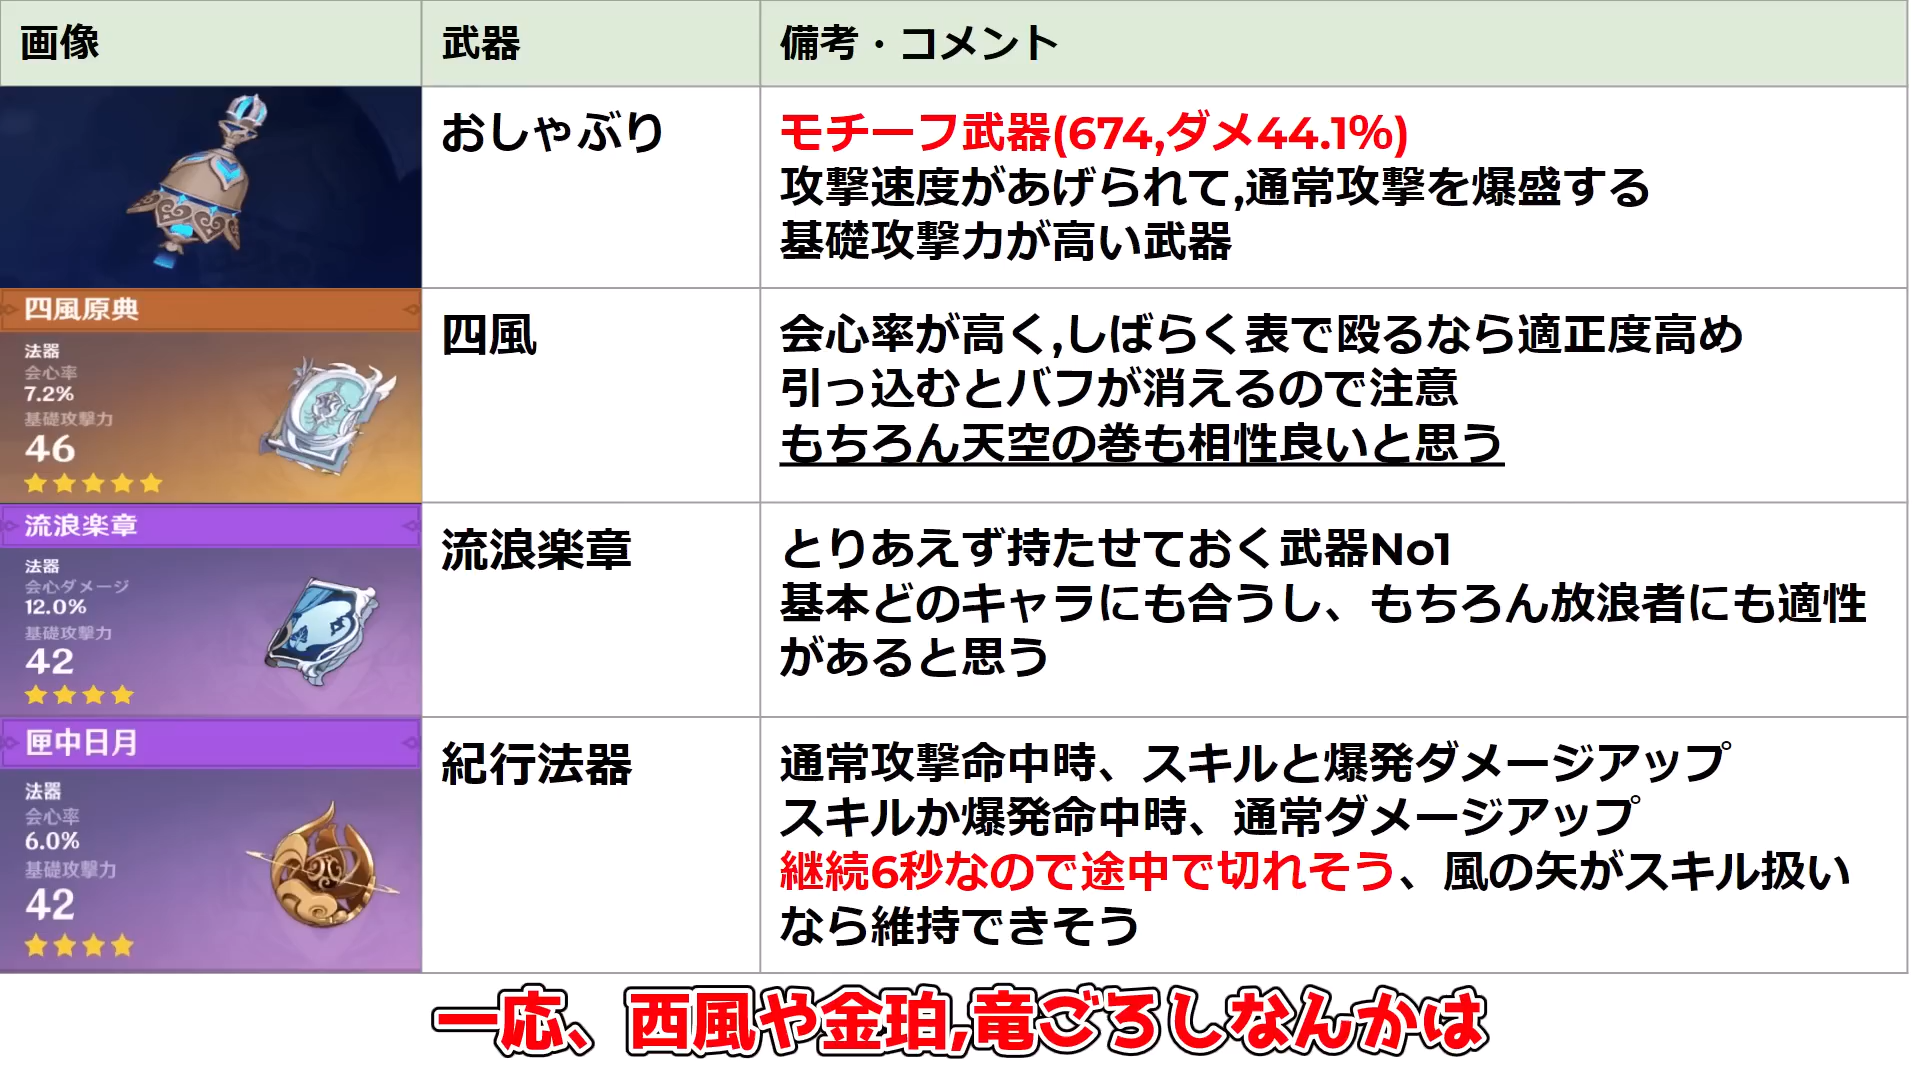 画像
武器
備考・コメント
おしゃぶり
モチーフ武器(674,ダメ44.1%)
攻撃速度があげられて,通常攻撃を爆盛する
基礎攻撃力が高い武器
四風原典
法器
会心率
7.2%
基礎攻撃力
46
四風
会心率が高く,しばらく表で殴るなら適正度高め
引っ込むとバフが消えるので注意
もちろん天空の巻も相性良いと思う
流浪楽章
法器
会心ダメージ
12.0%
基礎攻撃力
42
流浪楽章
とりあえず持たせておく武器No1
基本どのキャラにも合うし、もちろん放浪者にも適性
があると思う
匣中日月
法器
会心率
6.0%
基礎攻撃力
42
紀行法器
通常攻撃命中時、スキルと爆発ダメージアップ
スキルか爆発命中時、通常ダメージアップ
継続6秒なので途中で切れそう、風の矢がスキル扱い
なら維持できそう
一応、西風や金珀,竜ごろしなんかは